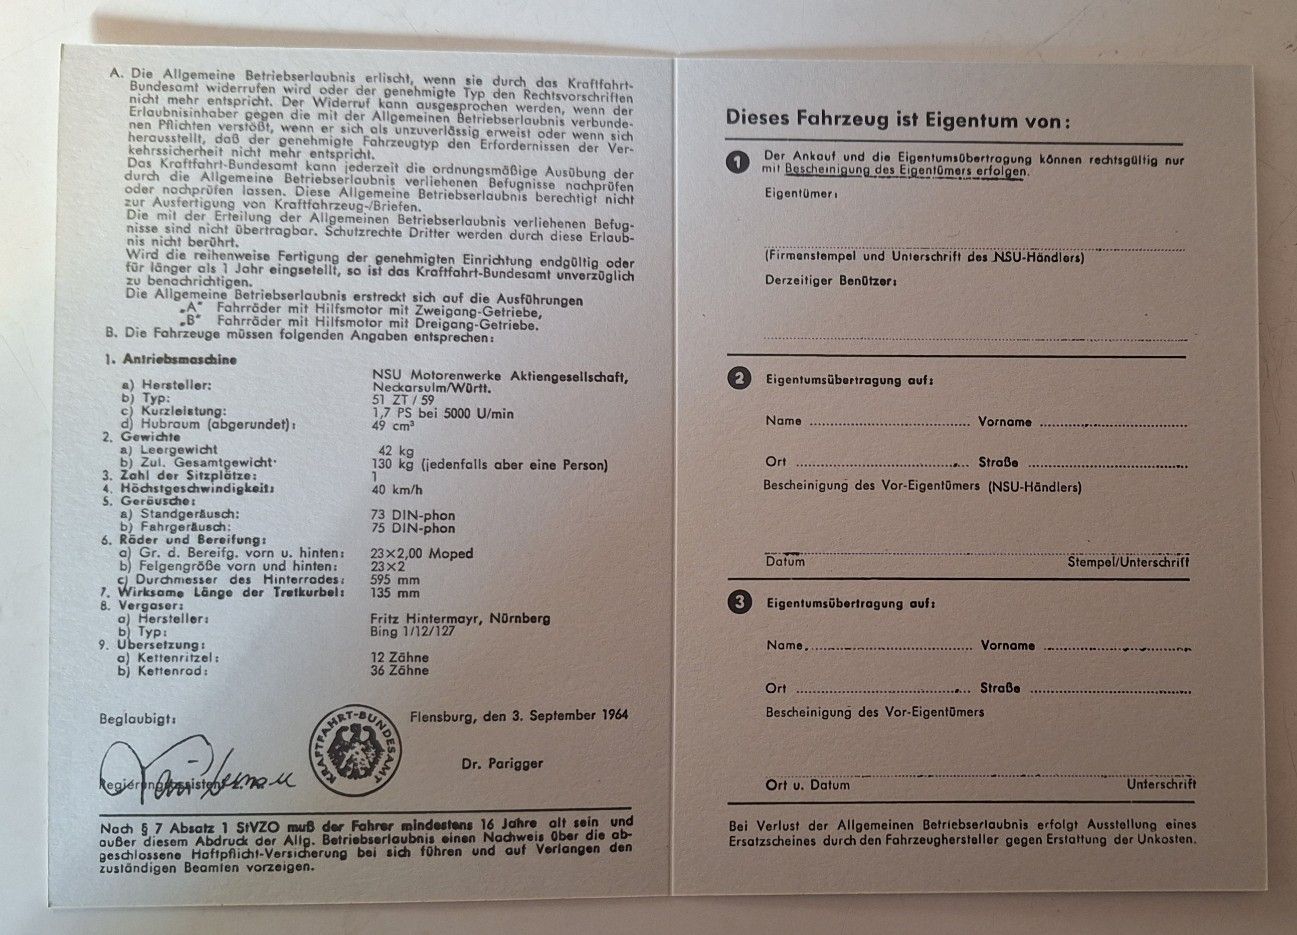 A. Die Allgemeine Betriebserlaubnis erlischt, wenn sie durch das Kraftfahrt-
Bundesamt widerrufen wird oder der genehmigte Typ den Rechtsvorschriften
nicht mehr entspricht. Der Widerruf kann ausgesprochen werden, wenn der
Erlaubnisinhaber gegen die mit der Allgemeinen Betriebserlaubnis verbunde-
nen Pflichten verstößt, wenn er sich als unzuverlässig erweist oder wenn sich
herausstellt, daß der genehmigte Fahrzeugtyp den Erfordernissen der Ver-
kehrssicherheit nicht mehr entspricht.
Das Kraftfahrt-Bundesamt kann jederzeit die ordnungsmäßige Ausübung der
durch die Allgemeine Betriebserlaubnis verliehenen Befugnisse nachprüfen
oder nachprüfen lassen. Diese Allgemeine Betriebserlaubnis berechtigt nicht
zur Ausfertigung von Kraftfahrzeug-/Briefen.
Die mit der Erteilung der Allgemeinen Betriebserlaubnis verliehenen Befug-
nisse sind nicht übertragbar. Schutzrechte Dritter werden durch diese Erlaub-
nis nicht berührt.
Wird die reihenweise Fertigung der genehmigten Einrichtung endgültig oder
für länger als 1 Jahr eingesetellt, so ist das Kraftfahrt-Bundesamt unverzüglich
zu benachrichtigen.
Die Allgemeine Betriebserlaubnis erstreckt sich auf die Ausführungen
„A" Fahrräder mit Hilfsmotor mit Zweigang-Getriebe,
„B" Fahrräder mit Hilfsmotor mit Dreigang-Getriebe.
B. Die Fahrzeuge müssen folgenden Angaben entsprechen:
1. Antriebsmaschine
a) Hersteller: NSU Motorenwerke Aktiengesellschaft,
Neckarsulm/Württ.
b) Typ: 51 ZT / 59
c) Kurzleistung: 1,7 PS bei 5000 U/min
d) Hubraum (abgerundet): 49 cm³
2. Gewichte
a) Leergewicht 42 kg
b) Zul. Gesamtgewicht: 130 kg (jedenfalls aber eine Person)
3. Zahl der Sitzplätze: 1
4. Höchstgeschwindigkeit: 40 km/h
5. Geräusche:
a) Standgeräusch: 73 DIN-phon
b) Fahrgeräusch: 75 DIN-phon
6. Räder und Bereifung:
a) Gr. d. Bereifg. vorn u. hinten: 23×2,00 Moped
b) Felgengröße vorn und hinten: 23×2
c) Durchmesser des Hinterrades: 595 mm
7. Wirksame Länge der Tretkurbel: 135 mm
8. Vergaser:
a) Hersteller: Fritz Hintermayr, Nürnberg
b) Typ: Bing 1/12/127
9. Übersetzung:
a) Kettenritzel: 12 Zähne
b) Kettenrad: 36 Zähne
Beglaubigt:
Flensburg, den 3. September 1964
KRAFTFAHRT-BUNDESAMT
Dr. Parigger
Regierungsassistent
Nach § 7 Absatz 1 StVZO muß der Fahrer mindestens 16 Jahre alt sein und
außer diesem Abdruck der Allg. Betriebserlaubnis einen Nachweis über die ab-
geschlossene Haftpflicht-Versicherung bei sich führen und auf Verlangen den
zuständigen Beamten vorzeigen.
Dieses Fahrzeug ist Eigentum von:
1 Der Ankauf und die Eigentumsübertragung können rechtsgültig nur
mit Bescheinigung des Eigentümers erfolgen.
Eigentümer:
(Firmenstempel und Unterschrift des NSU-Händlers)
Derzeitiger Benützer:
2 Eigentumsübertragung auf:
Name Vorname
Ort Straße
Bescheinigung des Vor-Eigentümers (NSU-Händlers)
Datum Stempel/Unterschrift
3 Eigentumsübertragung auf:
Name Vorname
Ort Straße
Bescheinigung des Vor-Eigentümers
Ort u. Datum Unterschrift
Bei Verlust der Allgemeinen Betriebserlaubnis erfolgt Ausstellung eines
Ersatzscheines durch den Fahrzeughersteller gegen Erstattung der Unkosten.